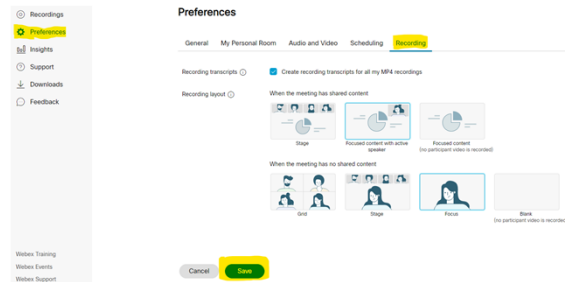 Recordings
Preferences
Insights
Support
Downloads
Feedback
Webex Training
Webex Events
Webex Support
Preferences
General My Personal Room Audio and Video Scheduling Recording
Recording transcripts Create recording transcripts for all my MP4 recordings
Recording layout When the meeting has shared content
Stage Focused content with active Focused content
speaker (no participant video is recorded)
When the meeting has no shared content
Grid Stage Focus Blank
(no participant video is recorded
Cancel Save